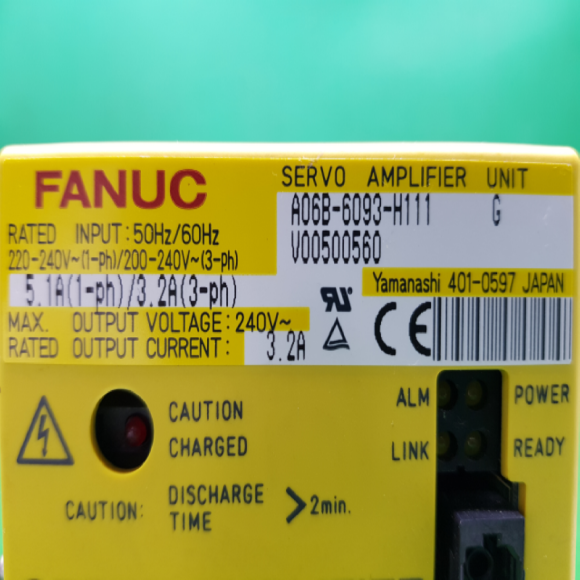 FANUC
SERVO AMPLIFIER UNIT
A06B-6093-H111 G
V00500560
RATED INPUT: 50Hz/60Hz
220-240V~(1-ph)/200-240V~(3-ph)
5.1A(1-ph)/3.2A(3-ph)
Yamanashi 401-0597 JAPAN
MAX. OUTPUT VOLTAGE: 240V~
RATED OUTPUT CURRENT: 3.2A
CE
ALM POWER
CAUTION
CHARGED
LINK READY
CAUTION: DISCHARGE TIME >2min.